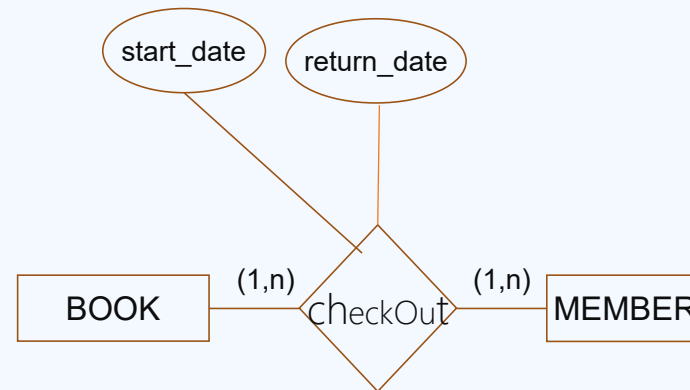 start_date
return_date
(1,n)
(1,n)
BOOK
checkOut
MEMBER